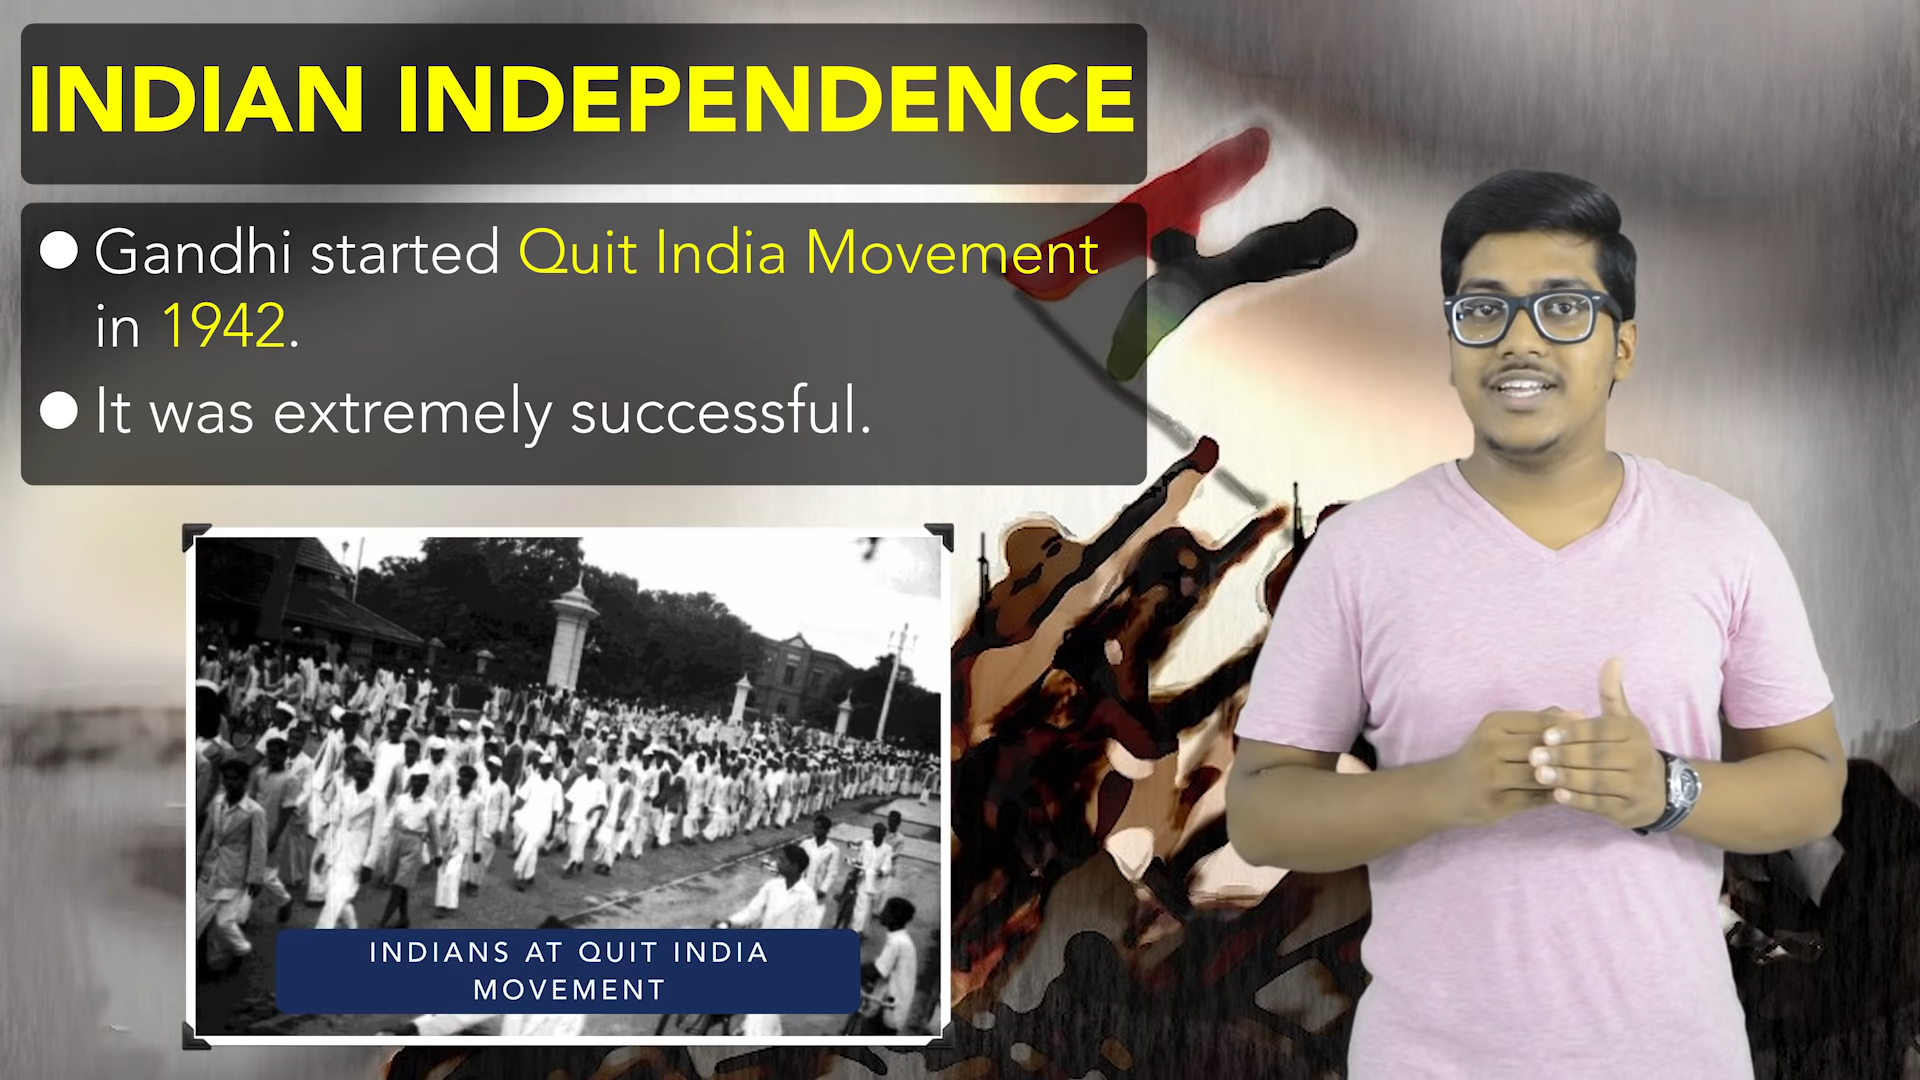 INDIAN INDEPENDENCE
Gandhi started Quit India Movement
in 1942.
It was extremely successful.
INDIANS AT QUIT INDIA
MOVEMENT